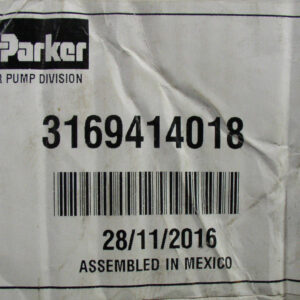 Parker
R PUMP DIVISION
3169414018
28/11/2016
ASSEMBLED IN MEXICO